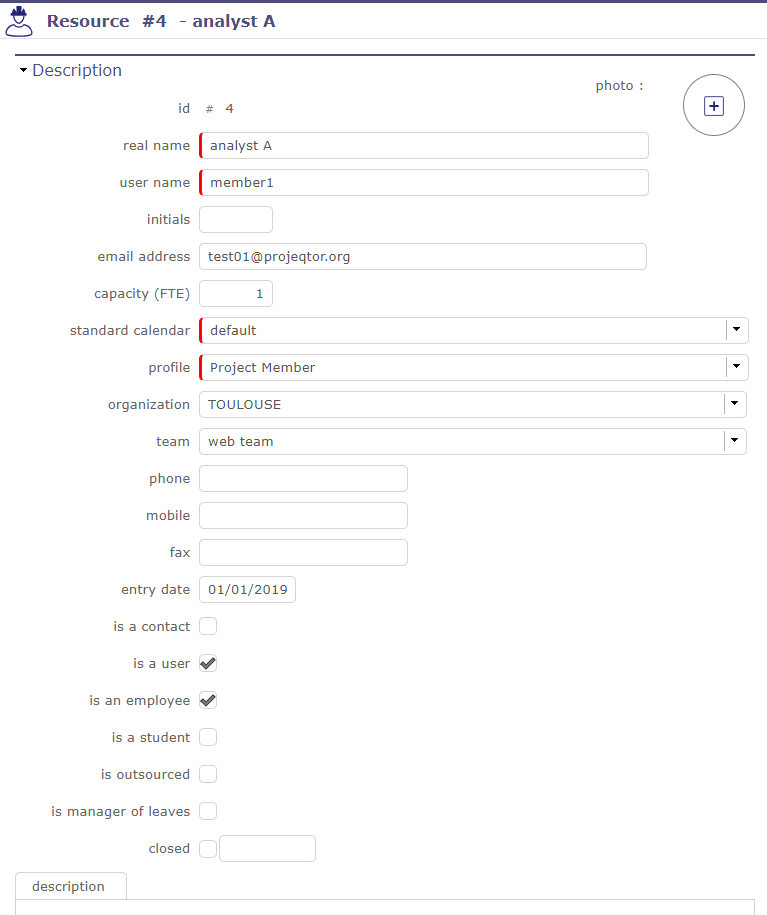 Resource #4 - analyst A
Description
photo :
id # 4
real name analyst A
user name member1
initials
email address test01@projeqtor.org
capacity (FTE) 1
standard calendar default
profile Project Member
organization TOULOUSE
team web team
phone
mobile
fax
entry date 01/01/2019
is a contact
is a user
is an employee
is a student
is outsourced
is manager of leaves
closed
description